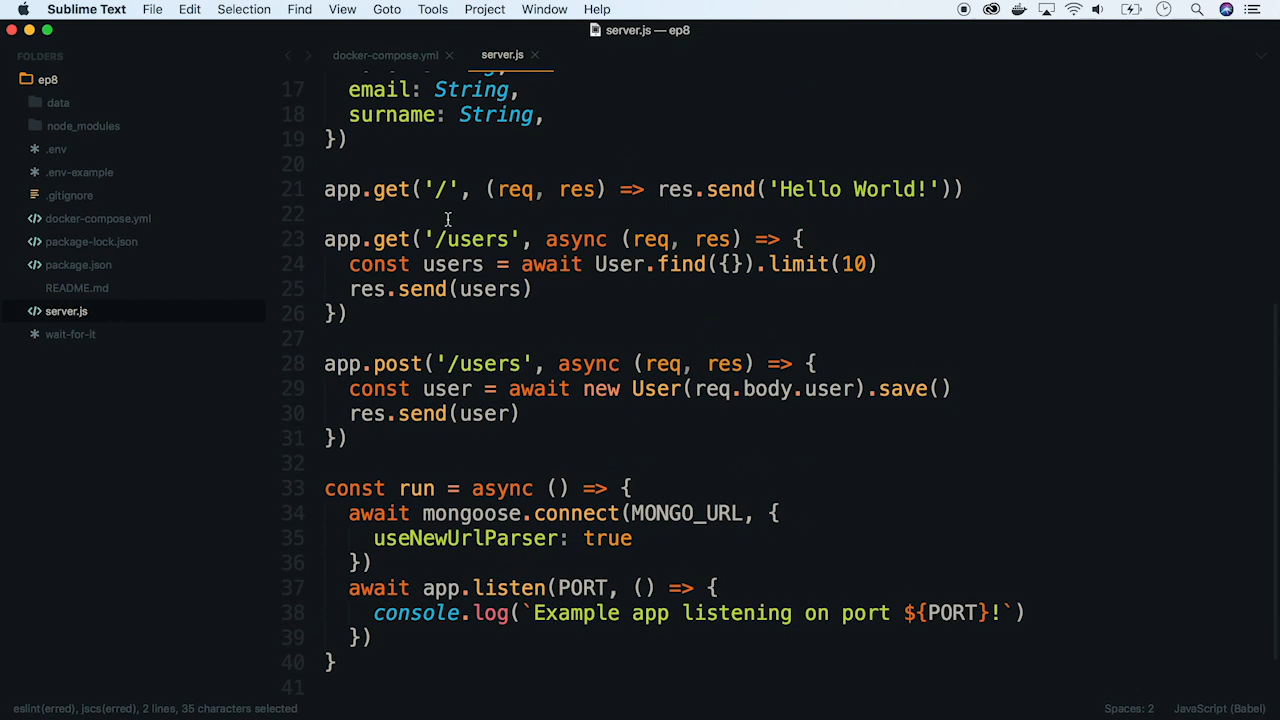 Sublime Text File Edit Selection Find View Goto Tools Project Window Help
server.js — ep8
FOLDERS
ep8
data
node_modules
.env
.env-example
.gitignore
docker-compose.yml
package-lock.json
package.json
README.md
server.js
wait-for-it
docker-compose.yml server.js
17 email: String,
18 surname: String,
19 })
20
21 app.get('/', (req, res) => res.send('Hello World!'))
22
23 app.get('/users', async (req, res) => {
24 const users = await User.find({}).limit(10)
25 res.send(users)
26 })
27
28 app.post('/users', async (req, res) => {
29 const user = await new User(req.body.user).save()
30 res.send(user)
31 })
32
33 const run = async () => {
34 await mongoose.connect(MONGO_URL, {
35 useNewUrlParser: true
36 })
37 await app.listen(PORT, () => {
38 console.log(`Example app listening on port ${PORT}!`)
39 })
40 }
41
eslint(erred), jscs(erred), 2 lines, 35 characters selected
Spaces: 2 JavaScript (Babel)